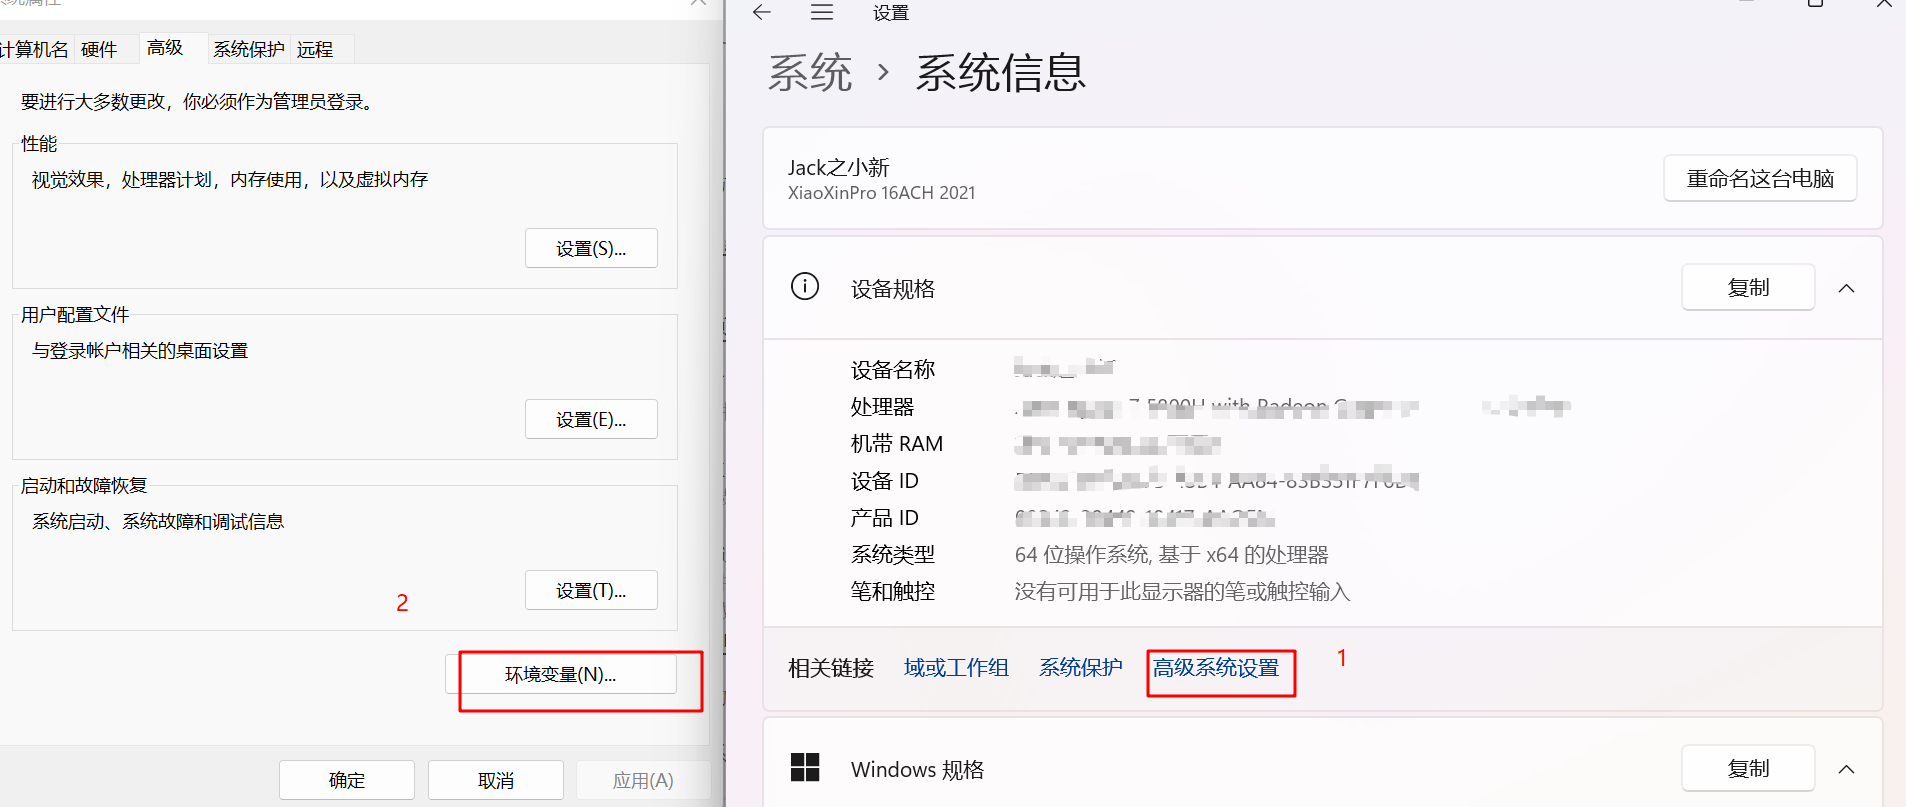 系统属性
计算机名 硬件 高级 系统保护 远程
要进行大多数更改，你必须作为管理员登录。
性能
视觉效果，处理器计划，内存使用，以及虚拟内存
设置(S)...
用户配置文件
与登录帐户相关的桌面设置
设置(E)...
启动和故障恢复
系统启动、系统故障和调试信息
设置(T)...
2
环境变量(N)...
确定 取消 应用(A)
设置
系统 › 系统信息
Jack之小新
XiaoXinPro 16ACH 2021
重命名这台电脑
设备规格
复制
设备名称
处理器
机带 RAM
设备 ID
产品 ID
系统类型 64 位操作系统, 基于 x64 的处理器
笔和触控 没有可用于此显示器的笔或触控输入
相关链接 域或工作组 系统保护 高级系统设置 1
Windows 规格
复制